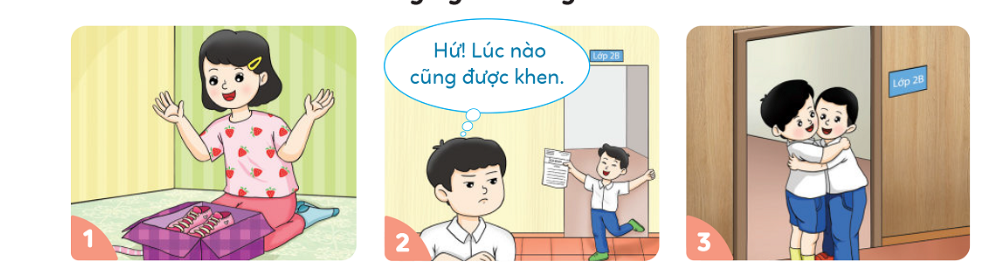 Hứ! Lúc nào
cũng được khen.
Lớp 2B
Lớp 2B
1
2
3